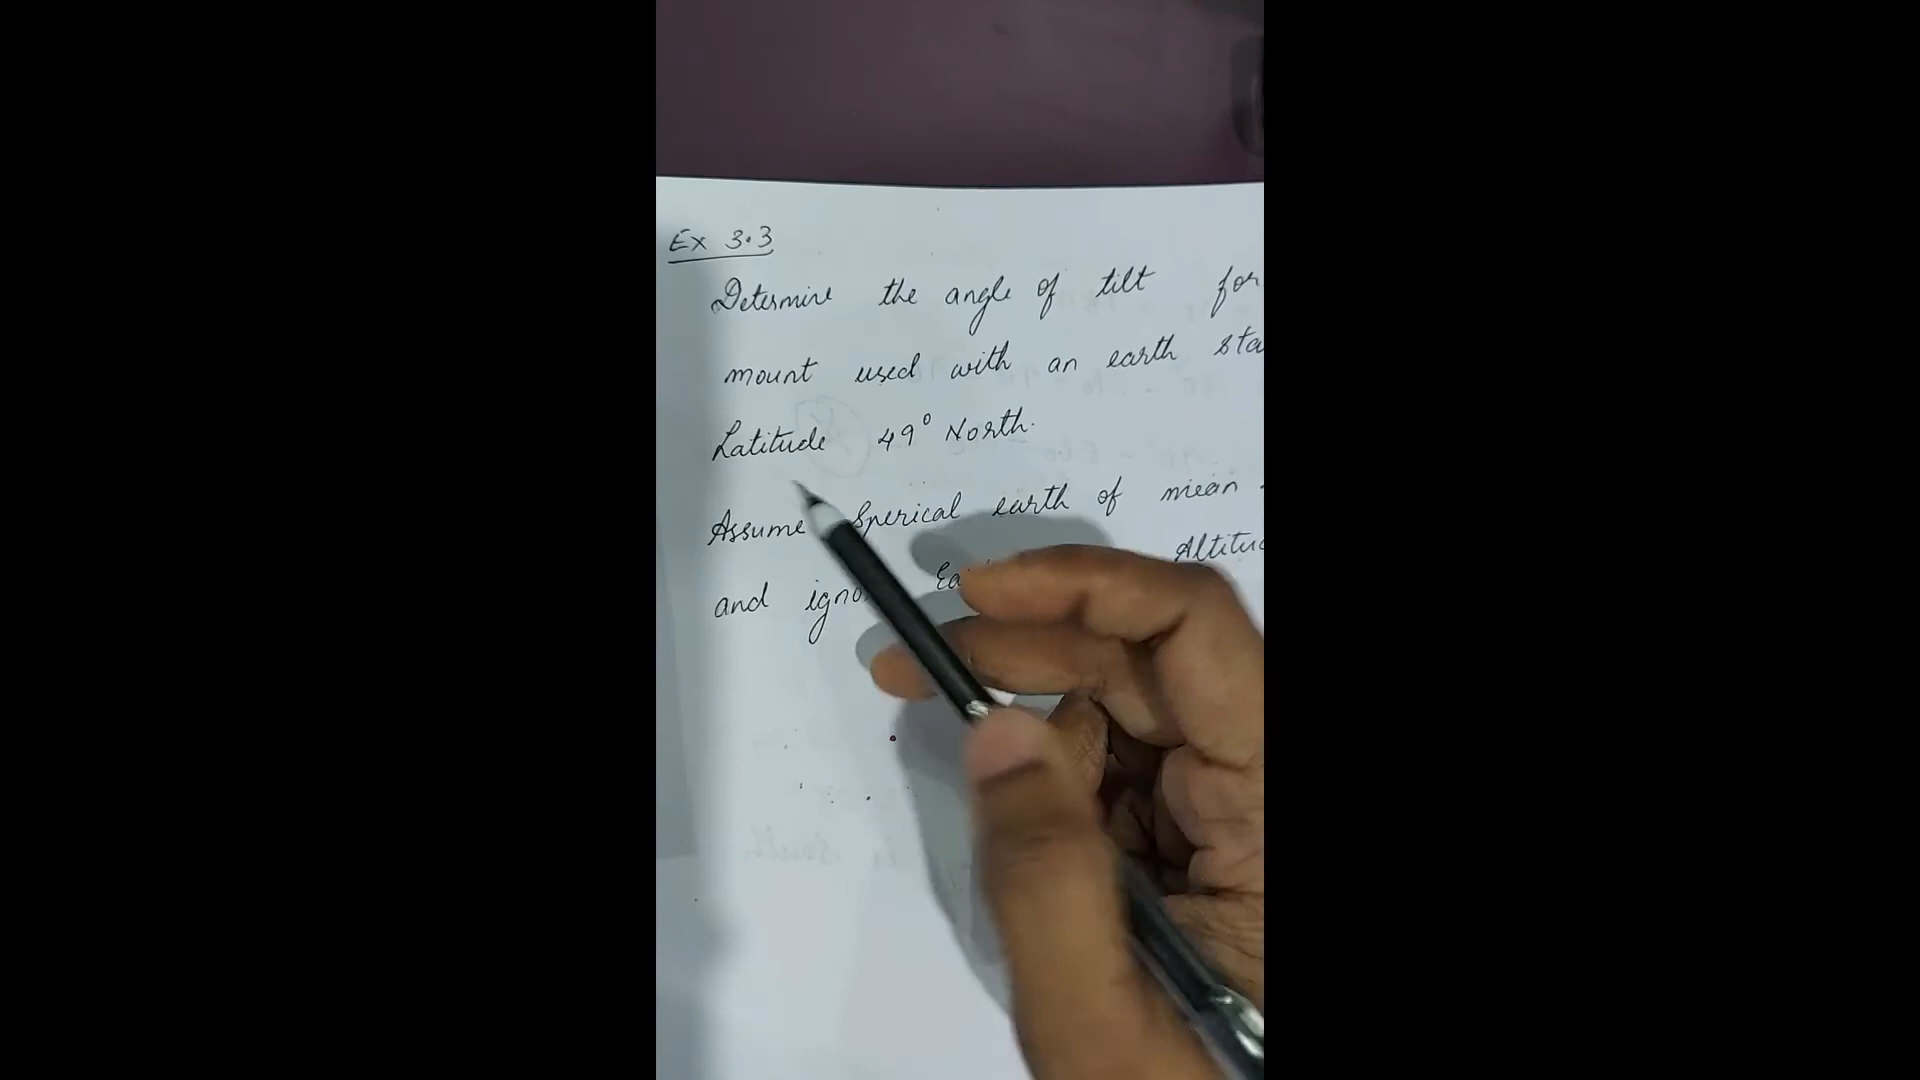 Ex 3.3
Determine the angle of tilt for
mount used with an earth sta
Latitude 49° North.
Assume Sperical earth of mean
and igno Ea Altitu